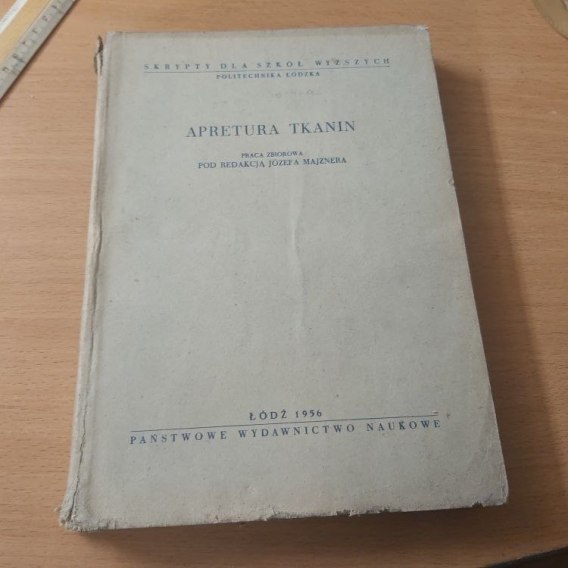 SKRYPTY DLA SZKÓŁ WYŻSZYCH
POLITECHNIKA ŁÓDZKA
APRETURA TKANIN
PRACA ZBIOROWA
POD REDAKCJĄ JÓZEFA MAJZNERA
ŁÓDŹ 1956
PAŃSTWOWE WYDAWNICTWO NAUKOWE